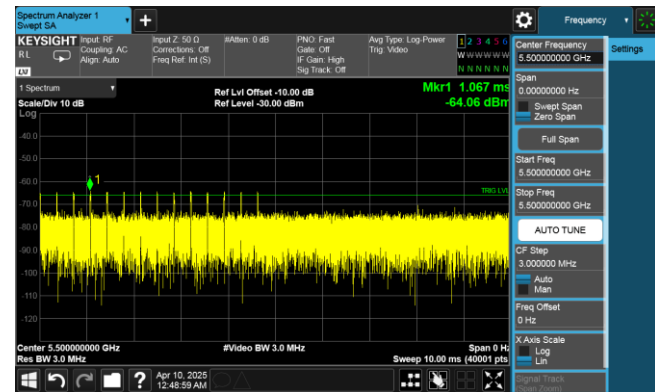 Spectrum Analyzer 1
Swept SA
+
Frequency
KEYSIGHT
RL
LNI
Input: RF
Coupling: AC
Align: Auto
Input Z: 50 Ω
Corrections: Off
Freq Ref: Int (S)
#Atten: 0 dB
PNO: Fast
Gate: Off
IF Gain: High
Sig Track: Off
Avg Type: Log-Power
Trig: Video
1 2 3 4 5 6
W W W W W W
N N N N N N
1 Spectrum
Scale/Div 10 dB
Log
Ref Lvl Offset -10.00 dB
Ref Level -30.00 dBm
Mkr1 1.067 ms
-64.06 dBm
-40.0
-50.0
-60.0
-70.0
-80.0
-90.0
-100
-110
-120
1
TRIG LVL
Center 5.500000000 GHz
Res BW 3.0 MHz
#Video BW 3.0 MHz
Span 0 Hz
Sweep 10.00 ms (40001 pts)
Apr 10, 2025
12:48:59 AM
Center Frequency
5.500000000 GHz
Span
0.00000000 Hz
Swept Span
Zero Span
Full Span
Start Freq
5.500000000 GHz
Stop Freq
5.500000000 GHz
AUTO TUNE
CF Step
3.000000 MHz
Auto
Man
Freq Offset
0 Hz
X Axis Scale
Log
Lin
Signal Track
(Span Zoom)
Settings